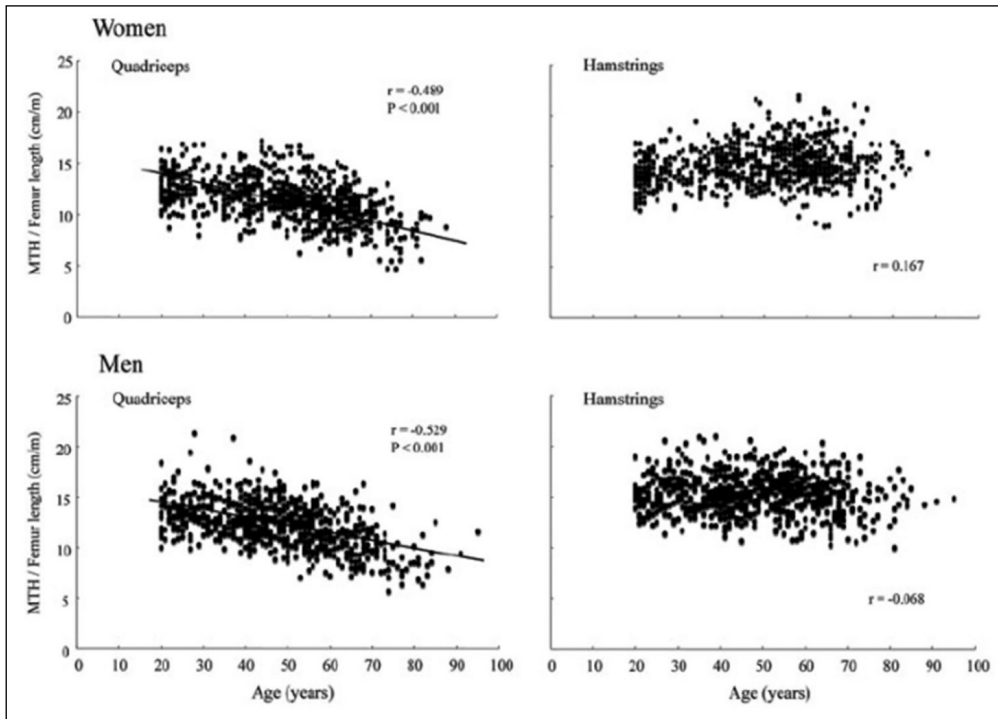 Women
Quadriceps
r = -0.489
P < 0.001
MTH / Femur length (cm/m)
25
20
15
10
5
0
0 10 20 30 40 50 60 70 80 90 100
Hamstrings
r = 0.167
0 10 20 30 40 50 60 70 80 90 100
Men
Quadriceps
r = -0.529
P < 0.001
MTH / Femur length (cm/m)
25
20
15
10
5
0
0 10 20 30 40 50 60 70 80 90 100
Age (years)
Hamstrings
r = -0.068
0 10 20 30 40 50 60 70 80 90 100
Age (years)